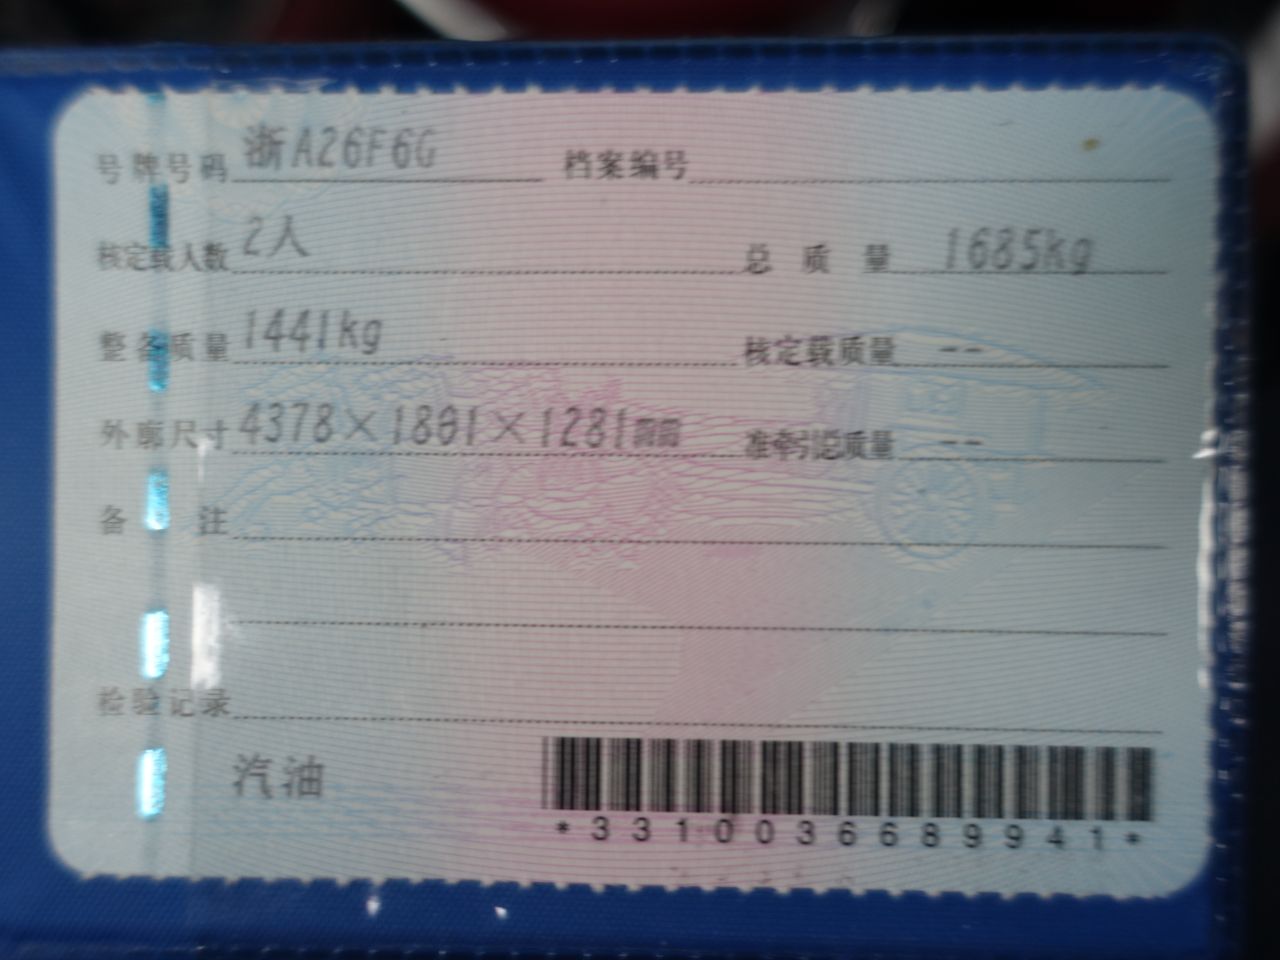 号牌号码 浙A26F6G 档案编号
核定载人数 2人 总质量 1685kg
整备质量 1441kg 核定载质量 --
外廓尺寸 4378×1801×1281mm 准牵引总质量 --
备注
检验记录
汽油
*3310036689941*